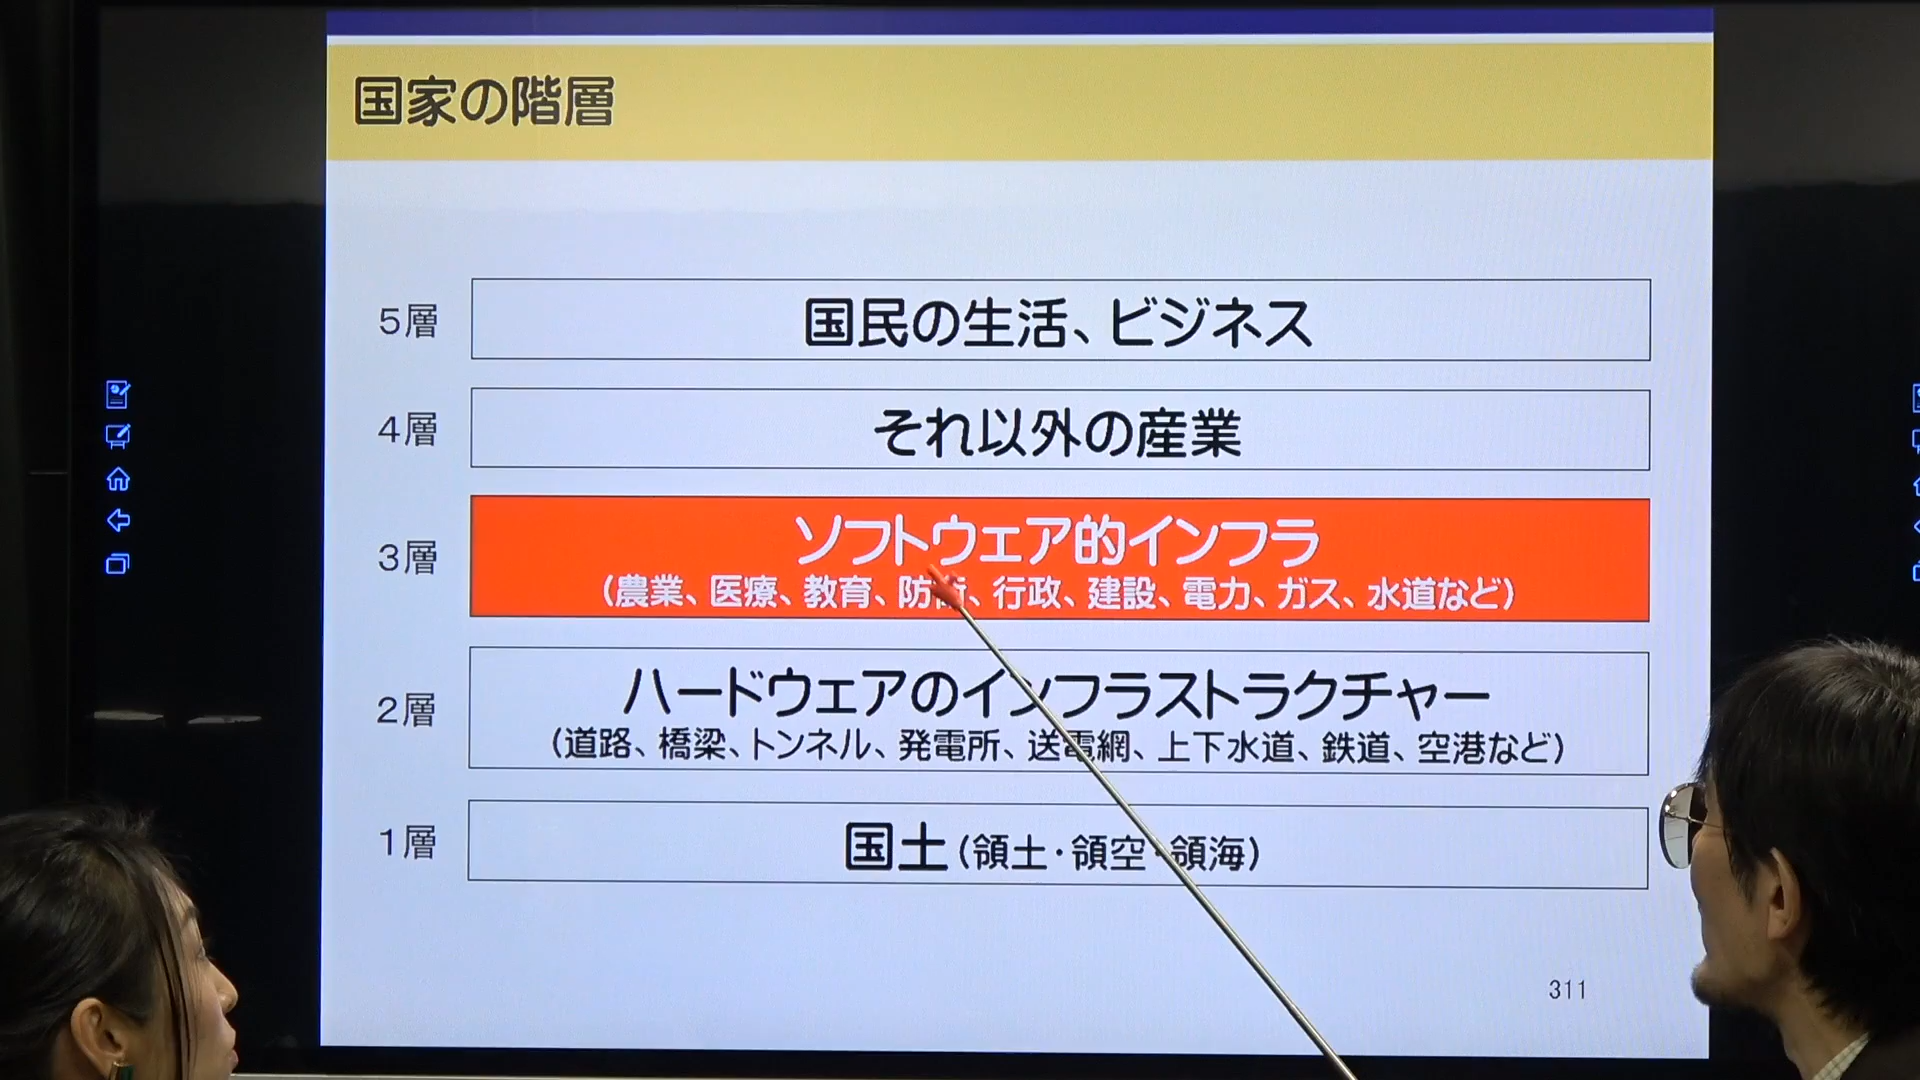 国家の階層
5層 国民の生活、ビジネス
4層 それ以外の産業
3層 ソフトウェア的インフラ
（農業、医療、教育、防衛、行政、建設、電力、ガス、水道など）
2層 ハードウェアのインフラストラクチャー
（道路、橋梁、トンネル、発電所、送電網、上下水道、鉄道、空港など）
1層 国土（領土・領空・領海）
311